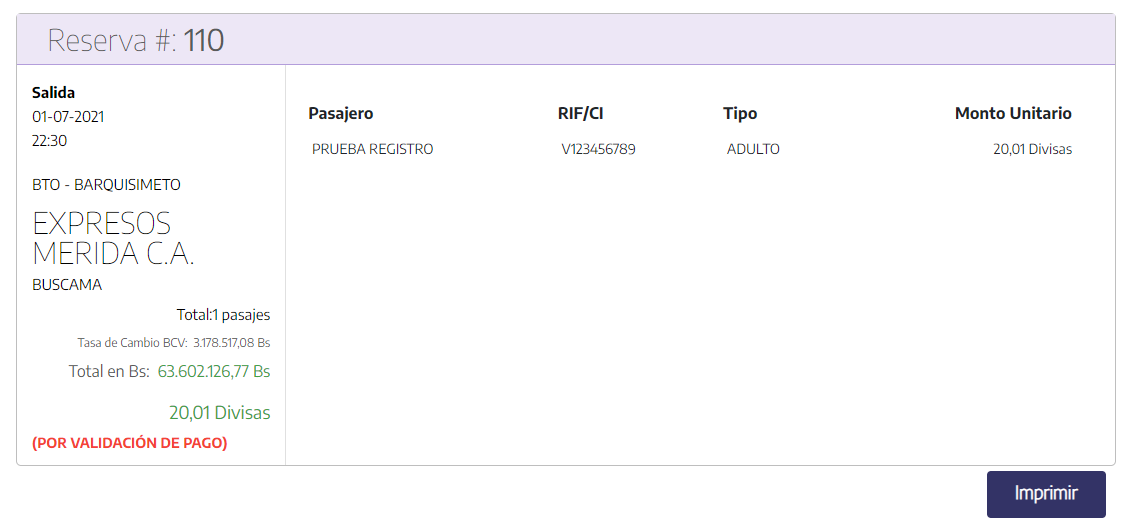 Reserva #: 110
Salida
01-07-2021
22:30
BTO - BARQUISIMETO
EXPRESOS
MERIDA C.A.
BUSCAMA
Total:1 pasajes
Tasa de Cambio BCV: 3.178.517,08 Bs
Total en Bs: 63.602.126,77 Bs
20,01 Divisas
(POR VALIDACIÓN DE PAGO)
Pasajero RIF/CI Tipo Monto Unitario
PRUEBA REGISTRO V123456789 ADULTO 20,01 Divisas
Imprimir